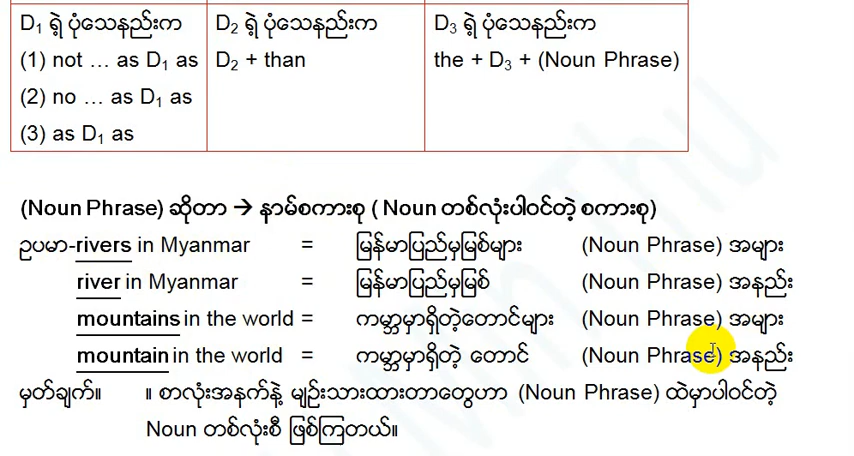 D₁ ရဲ့ ပုံသေနည်းက
(1) not … as D₁ as
(2) no … as D₁ as
(3) as D₁ as
D₂ ရဲ့ ပုံသေနည်းက
D₂ + than
D₃ ရဲ့ ပုံသေနည်းက
the + D₃ + (Noun Phrase)
(Noun Phrase) ဆိုတာ → နာမ်စကားစု ( Noun တစ်လုံးပါဝင်တဲ့ စကားစု)
ဥပမာ-rivers in Myanmar = မြန်မာပြည်မှမြစ်များ (Noun Phrase) အများ
river in Myanmar = မြန်မာပြည်မှမြစ် (Noun Phrase) အနည်း
mountains in the world = ကမ္ဘာမှာရှိတဲ့တောင်များ (Noun Phrase) အများ
mountain in the world = ကမ္ဘာမှာရှိတဲ့ တောင် (Noun Phrase) အနည်း
မှတ်ချက်။ ။ စာလုံးအနက်နဲ့ မျဉ်းသားထားတာတွေဟာ (Noun Phrase) ထဲမှာပါဝင်တဲ့
Noun တစ်လုံးစီ ဖြစ်ကြတယ်။